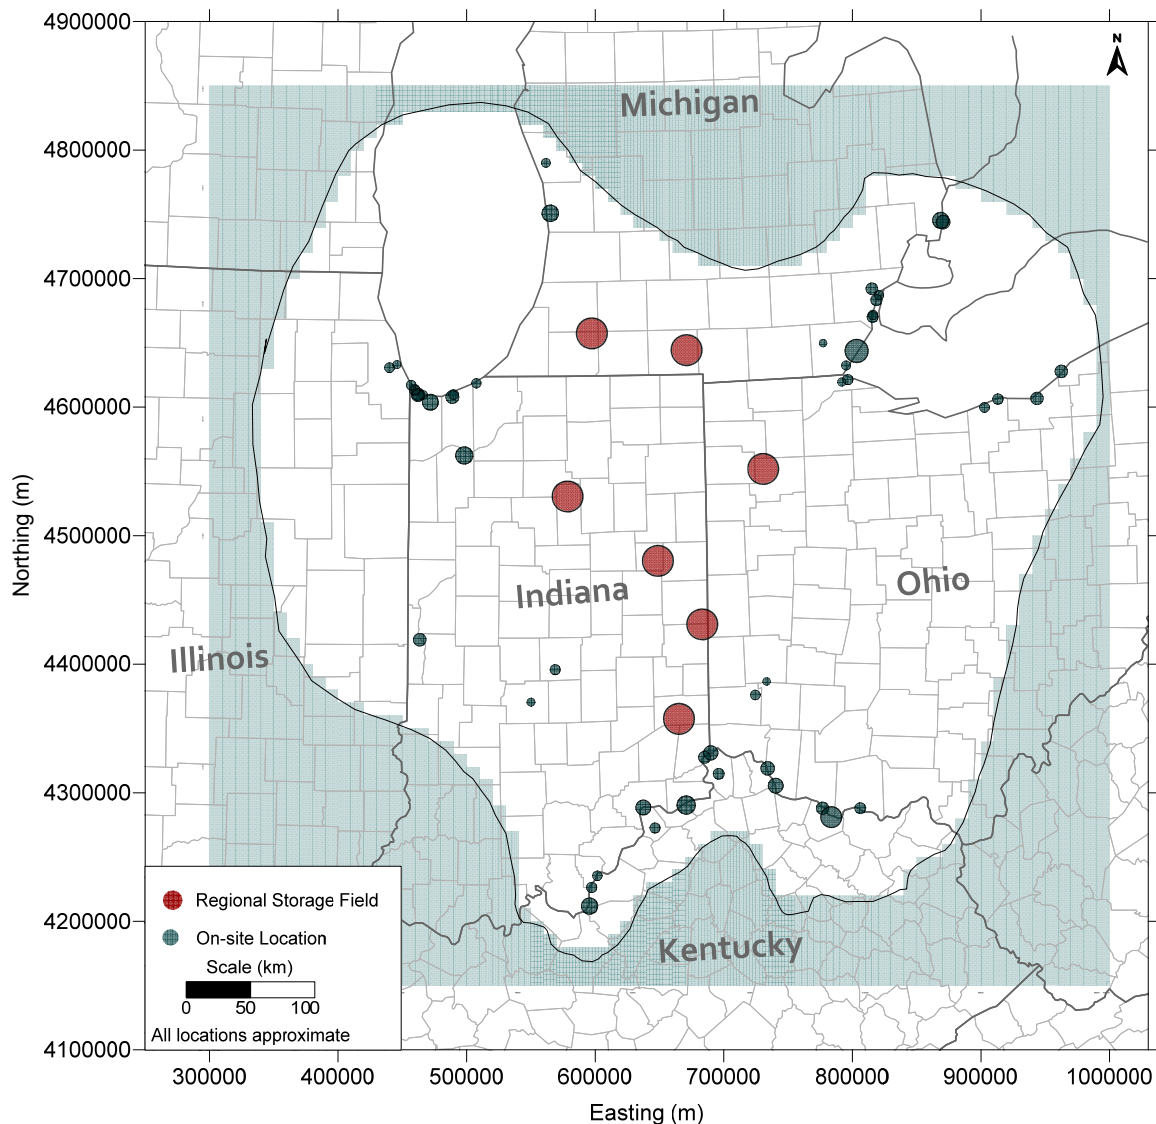 4900000
N
Michigan
4800000
4700000
4600000
4500000
Northing (m)
Indiana
Ohio
Illinois
4400000
4300000
Regional Storage Field
4200000
On-site Location
Kentucky
Scale (km)
0 50 100
All locations approximate
4100000
300000 400000 500000 600000 700000 800000 900000 1000000
Easting (m)